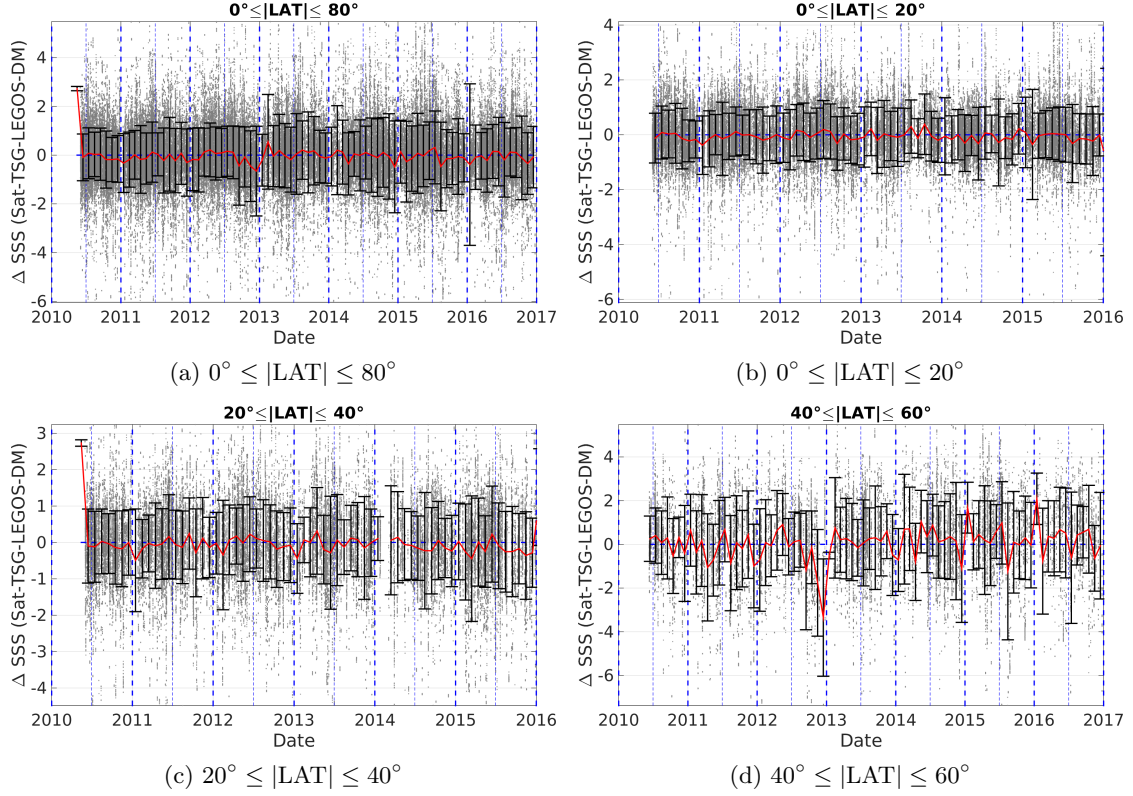 0°≤|LAT|≤ 80°
Δ SSS (Sat-TSG-LEGOS-DM)
4
2
0
-2
-4
-6
2010 2011 2012 2013 2014 2015 2016 2017
Date
(a) 0° ≤ |LAT| ≤ 80°
0°≤|LAT|≤ 20°
Δ SSS (Sat-TSG-LEGOS-DM)
4
2
0
-2
-4
-6
2010 2011 2012 2013 2014 2015 2016
Date
(b) 0° ≤ |LAT| ≤ 20°
20°≤|LAT|≤ 40°
Δ SSS (Sat-TSG-LEGOS-DM)
3
2
1
0
-1
-2
-3
-4
2010 2011 2012 2013 2014 2015 2016
Date
(c) 20° ≤ |LAT| ≤ 40°
40°≤|LAT|≤ 60°
Δ SSS (Sat-TSG-LEGOS-DM)
4
2
0
-2
-4
-6
2010 2011 2012 2013 2014 2015 2016 2017
Date
(d) 40° ≤ |LAT| ≤ 60°